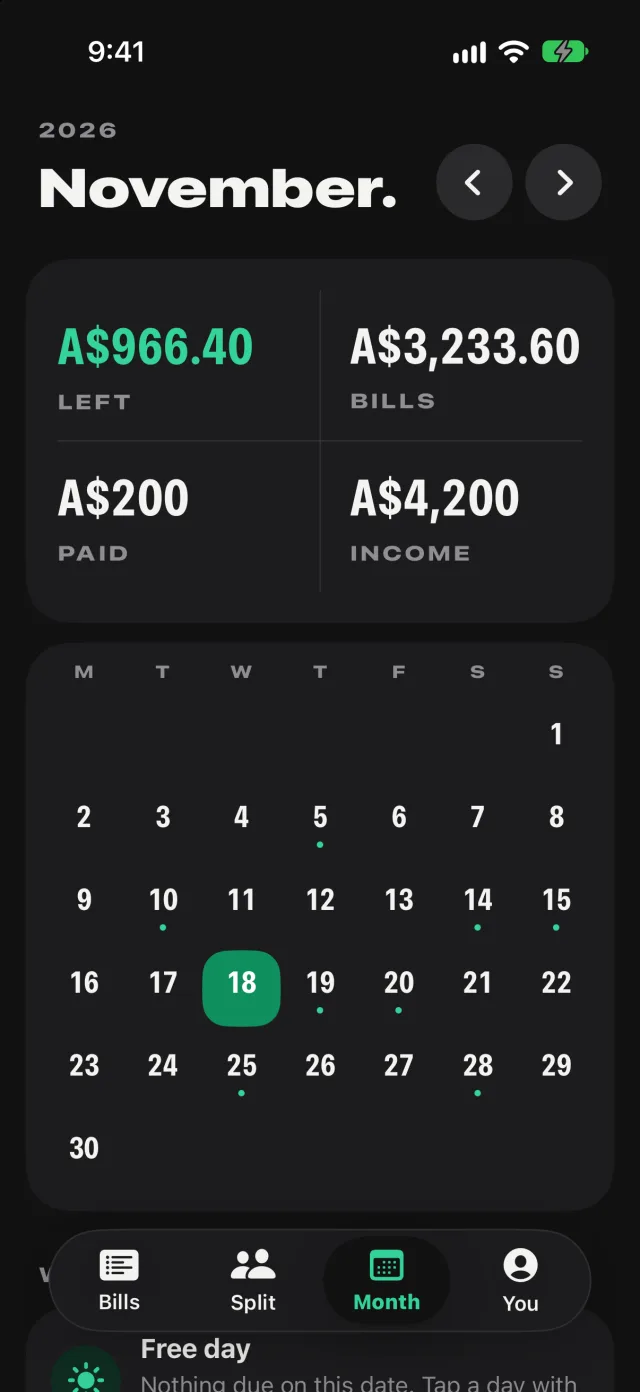 9:41
2026
November.
A$966.40 A$3,233.60
LEFT BILLS
A$200 A$4,200
PAID INCOME
M T W T F S S
1
2 3 4 5 6 7 8
9 10 11 12 13 14 15
16 17 18 19 20 21 22
23 24 25 26 27 28 29
30
Bills Split Month You
Free day
Nothing due on this date. Tap a day with